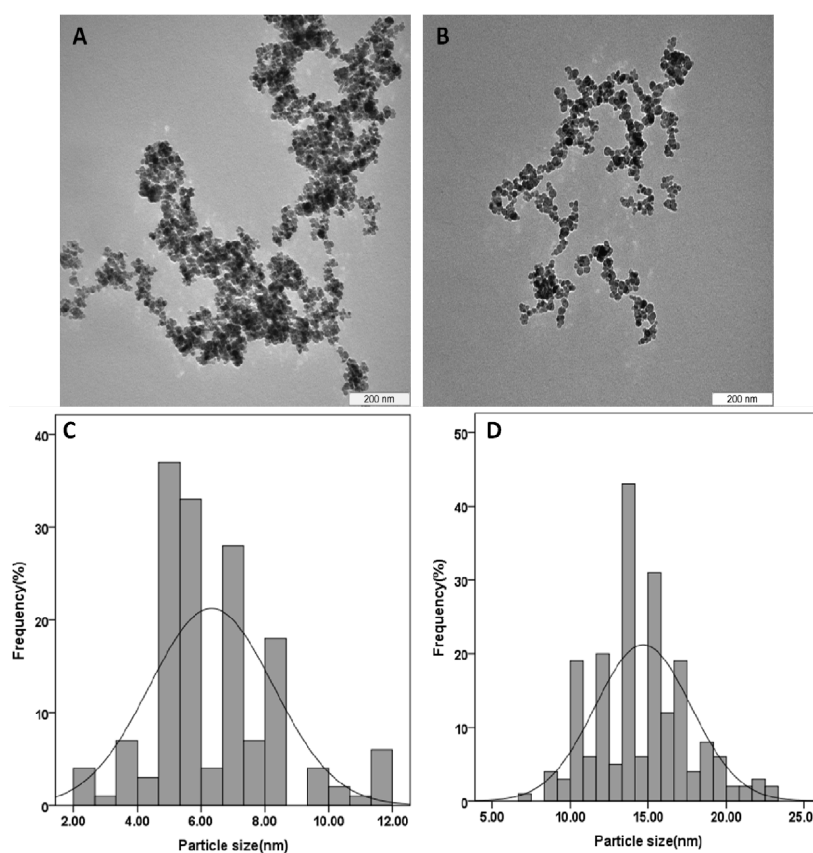 A
B
200 nm
200 nm
C
40
30
20
10
0
Frequency(%)
2.00 4.00 6.00 8.00 10.00 12.00
Particle size(nm)
D
50
40
30
20
10
0
Frequency(%)
5.00 10.00 15.00 20.00 25.0
Particle size(nm)